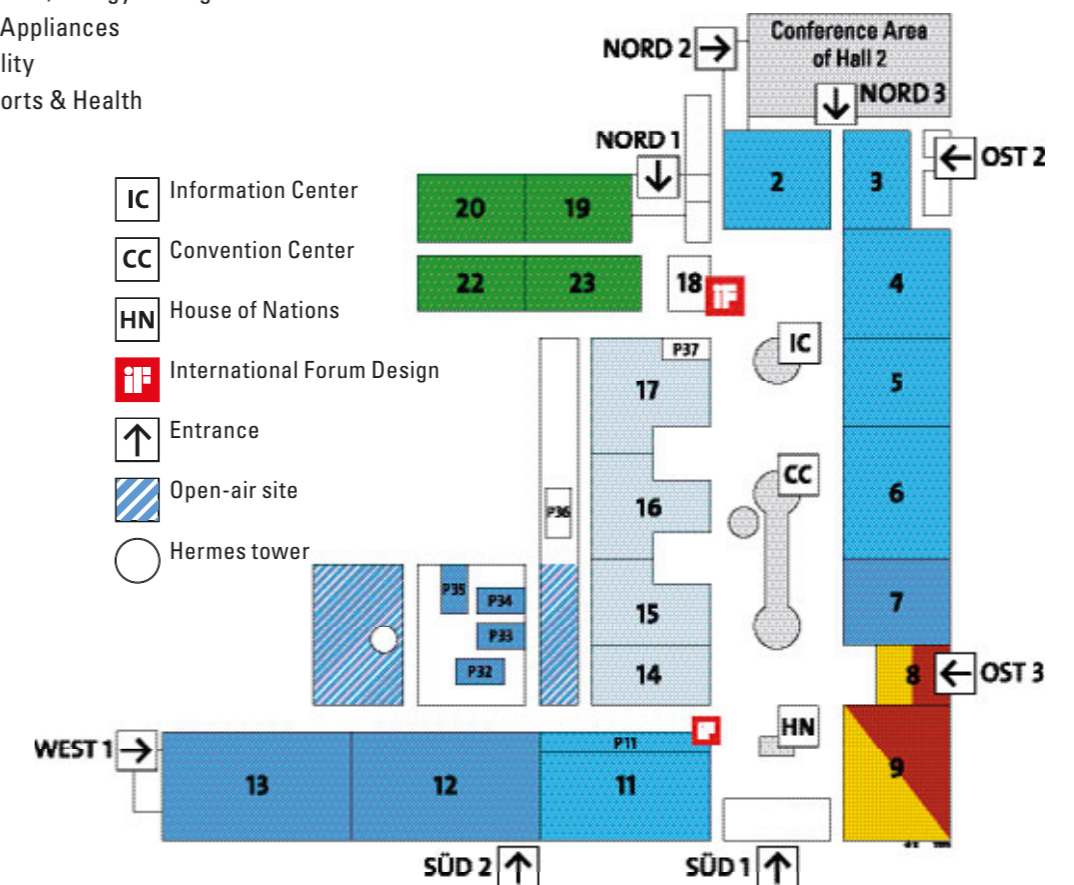 Appliances
lity
orts & Health
IC Information Center
CC Convention Center
HN House of Nations
iF International Forum Design
Entrance
Open-air site
Hermes tower
Conference Area
of Hall 2
NORD 2
NORD 3
NORD 1
OST 2
2
3
20
19
22
23
18
iF
4
IC
P37
17
5
CC
P36
16
6
P35
P34
P33
P32
15
7
14
8
OST 3
iF
HN
WEST 1
P11
13
12
11
9
SÜD 2
SÜD 1